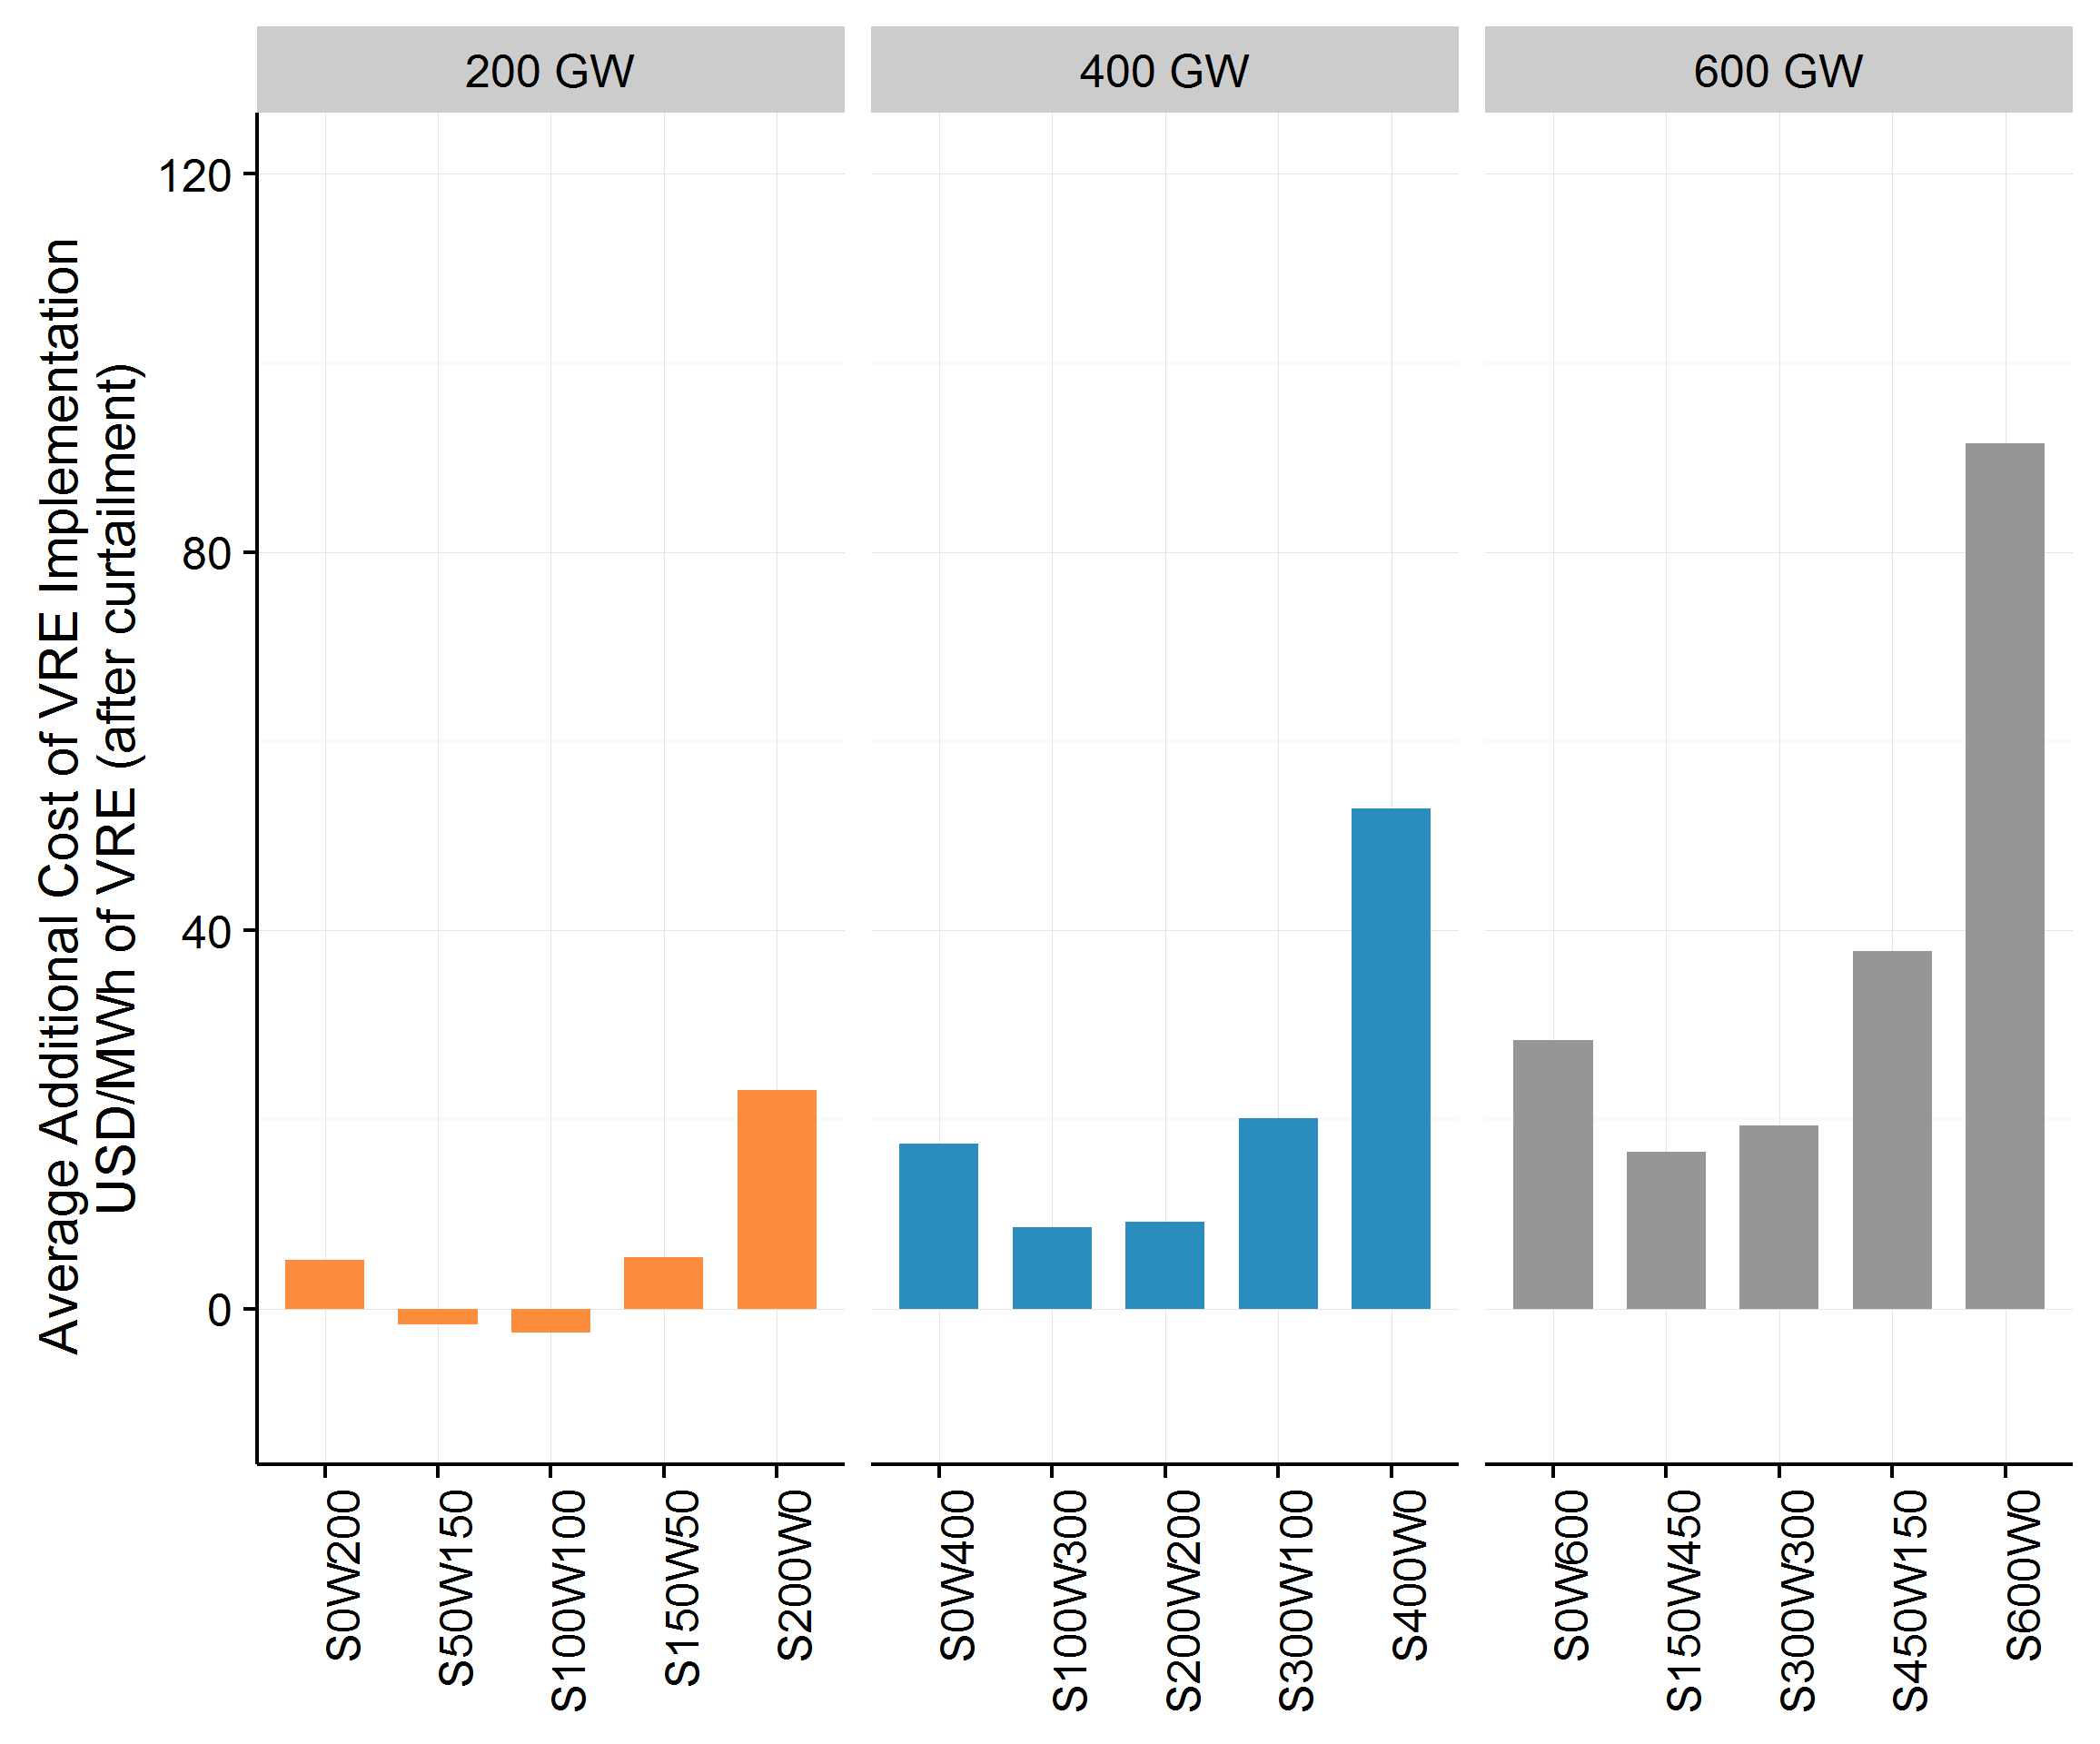 200 GW
400 GW
600 GW
Average Additional Cost of VRE Implementation
USD/MWh of VRE (after curtailment)
120
80
40
0
S0W200
S50W150
S100W100
S150W50
S200W0
S0W400
S100W300
S200W200
S300W100
S400W0
S0W600
S150W450
S300W300
S450W150
S600W0